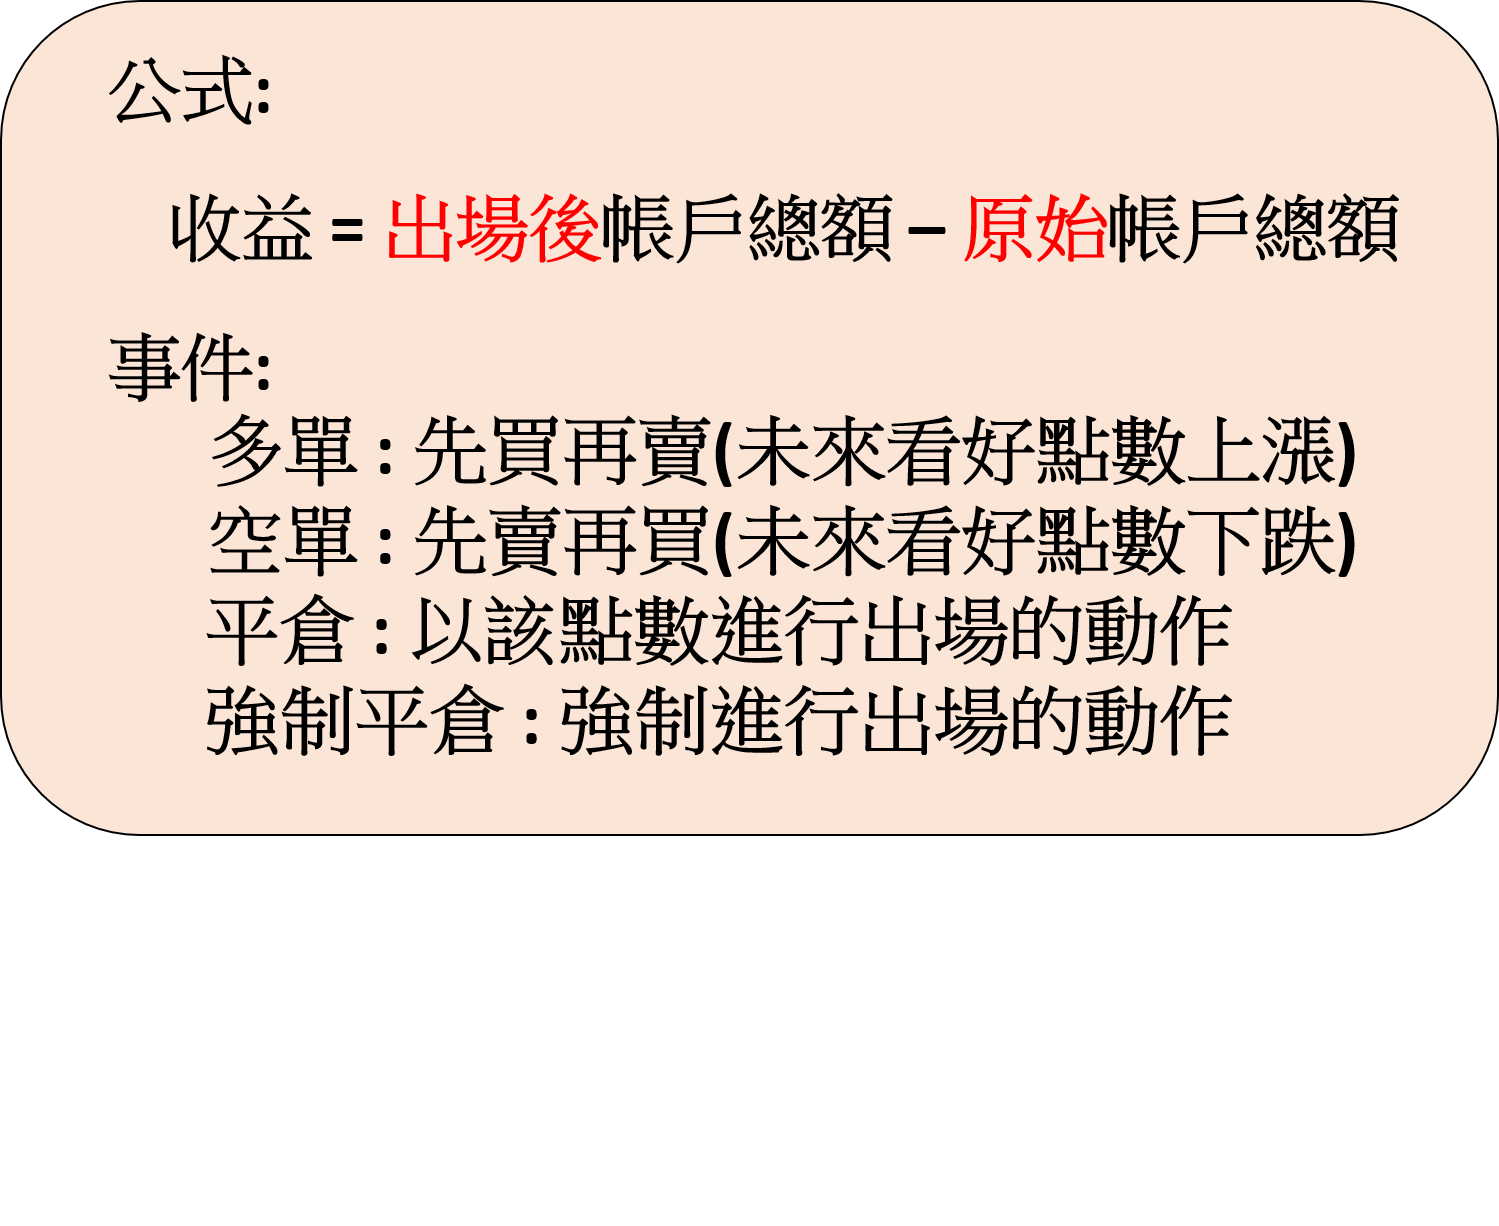 公式:
收益 = 出場後帳戶總額 – 原始帳戶總額
事件:
多單 : 先買再賣(未來看好點數上漲)
空單 : 先賣再買(未來看好點數下跌)
平倉 : 以該點數進行出場的動作
強制平倉 : 強制進行出場的動作